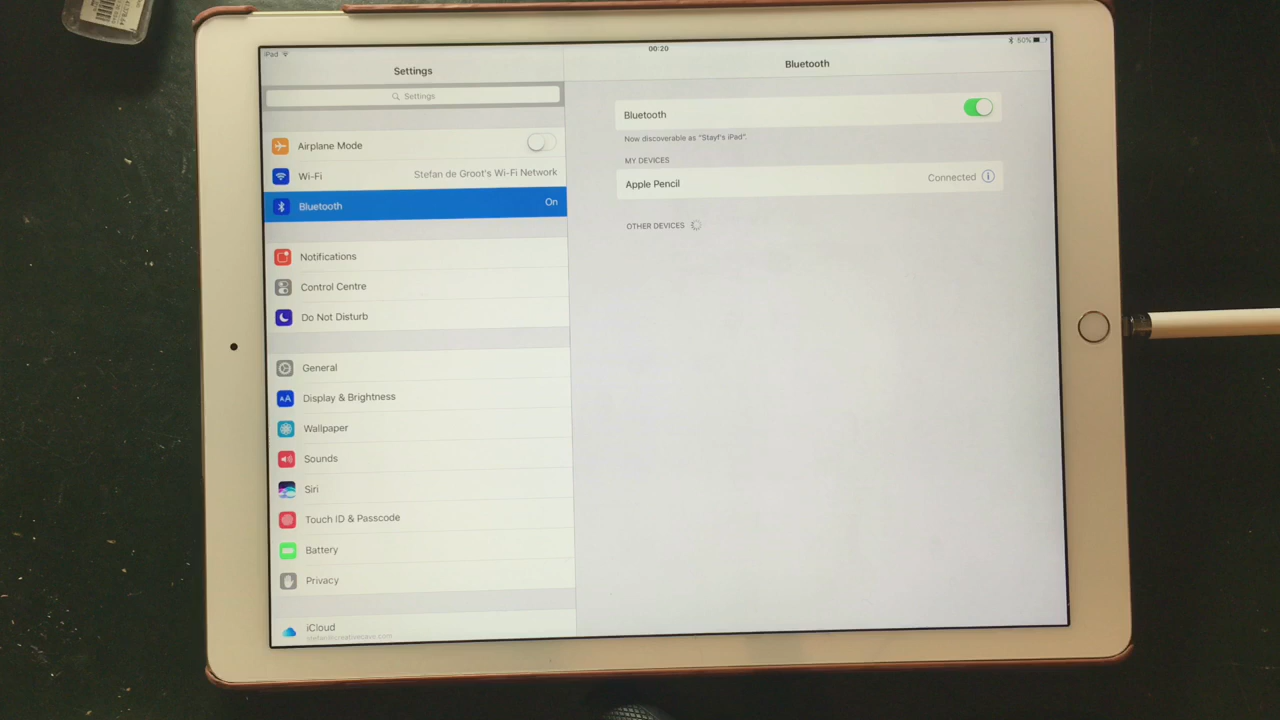 iPad
00:20
50%
Settings
Bluetooth
Settings
Airplane Mode
Wi-Fi Stefan de Groot's Wi-Fi Network
Bluetooth On
Notifications
Control Centre
Do Not Disturb
General
AA Display & Brightness
Wallpaper
Sounds
Siri
Touch ID & Passcode
Battery
Privacy
iCloud
Bluetooth
Now discoverable as "Stayf's iPad".
MY DEVICES
Apple Pencil Connected
OTHER DEVICES